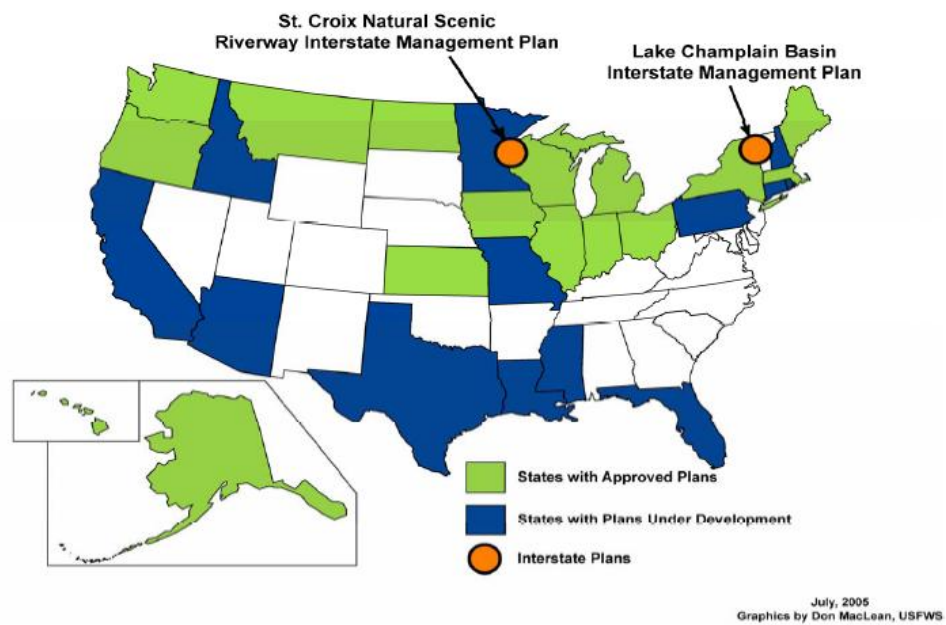 St. Croix Natural Scenic
Riverway Interstate Management Plan
Lake Champlain Basin
Interstate Management Plan
States with Approved Plans
States with Plans Under Development
Interstate Plans
July, 2005
Graphics by Don MacLean, USFWS